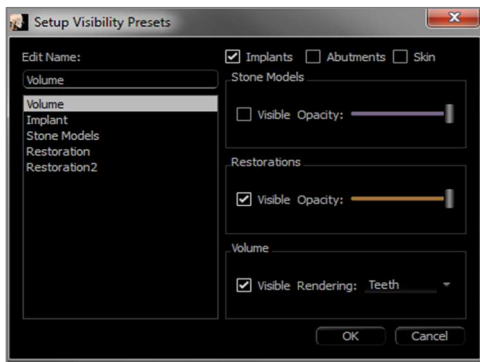 Setup Visibility Presets
Edit Name:
Volume
Volume
Implant
Stone Models
Restoration
Restoration2
Implants Abutments Skin
Stone Models
Visible Opacity:
Restorations
Visible Opacity:
Volume
Visible Rendering: Teeth
OK Cancel